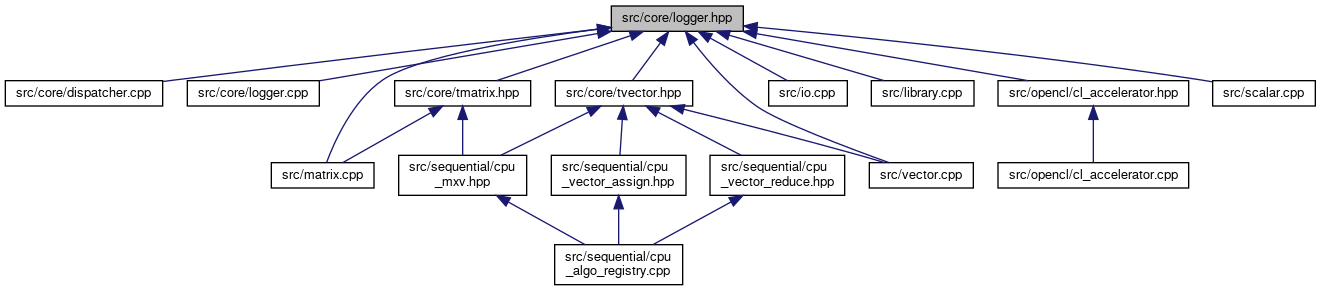 src/core/logger.hpp
src/core/dispatcher.cpp
src/core/logger.cpp
src/core/tmatrix.hpp
src/core/tvector.hpp
src/io.cpp
src/library.cpp
src/opencl/cl_accelerator.hpp
src/scalar.cpp
src/matrix.cpp
src/sequential/cpu
_mxv.hpp
src/sequential/cpu
_vector_assign.hpp
src/sequential/cpu
_vector_reduce.hpp
src/vector.cpp
src/opencl/cl_accelerator.cpp
src/sequential/cpu
_algo_registry.cpp